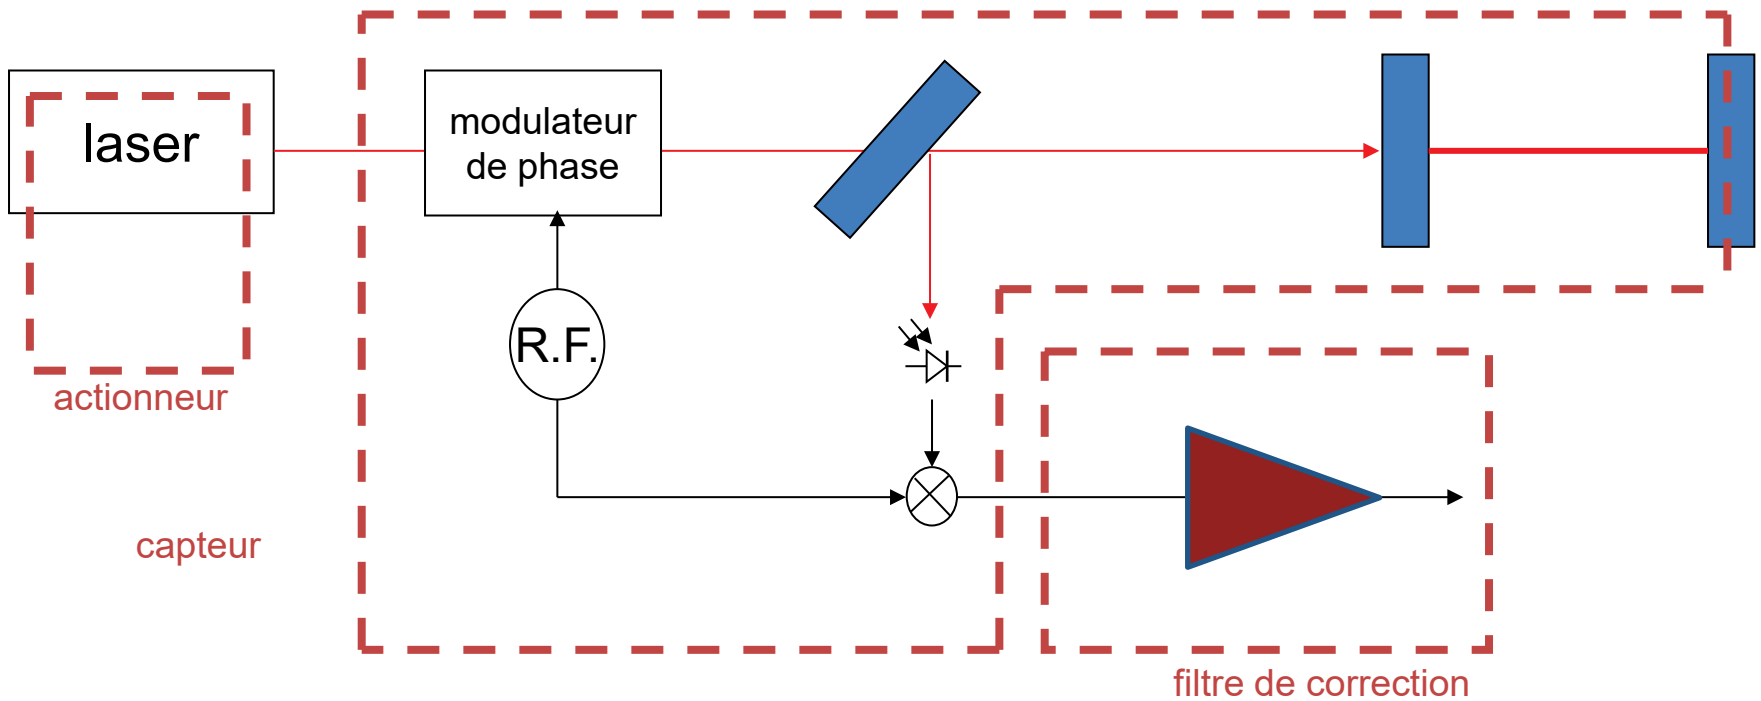 laser
modulateur
de phase
R.F.
actionneur
capteur
filtre de correction